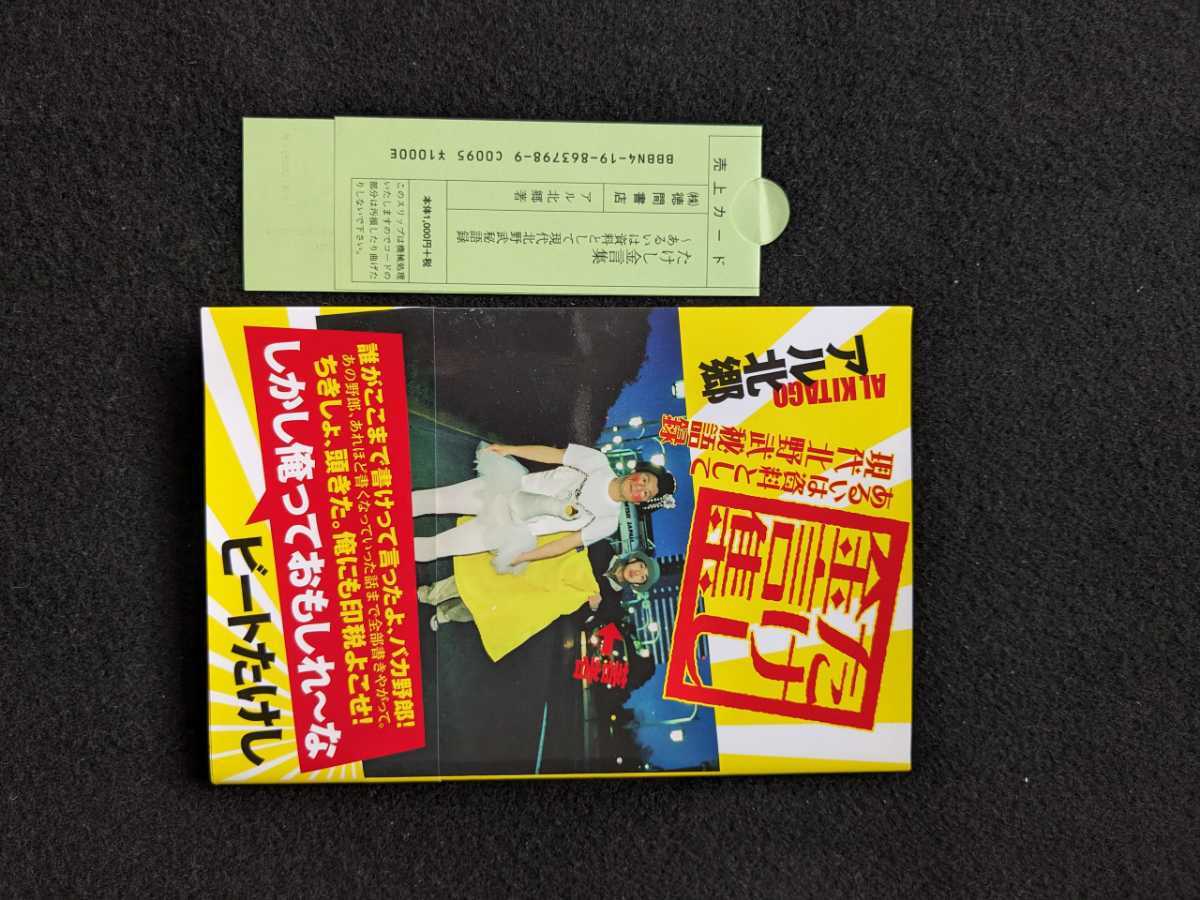 売上カード
BBBN4-19-863798-9 C0095 ¥1000E
㈱徳間書店
アル北郷 著
たけし金言集
～あるいは資料として現代北野武秘語録
本体1,000円+税
このスリップは機械処理
いたしますのでコードの
部分は汚損したり曲げた
りしないで下さい。
アル北郷
AL KITAGO
あるいは資料として
現代北野武秘語録
たけし
金言集
著者
誰がここまで書けって言ったよ、バカ野郎!
あの野郎、あれほど書くなっていった話まで全部書きやがって。
ちきしょ、頭きた。俺にも印税よこせ!
しかし俺っておもしれ～な
ビートたけし